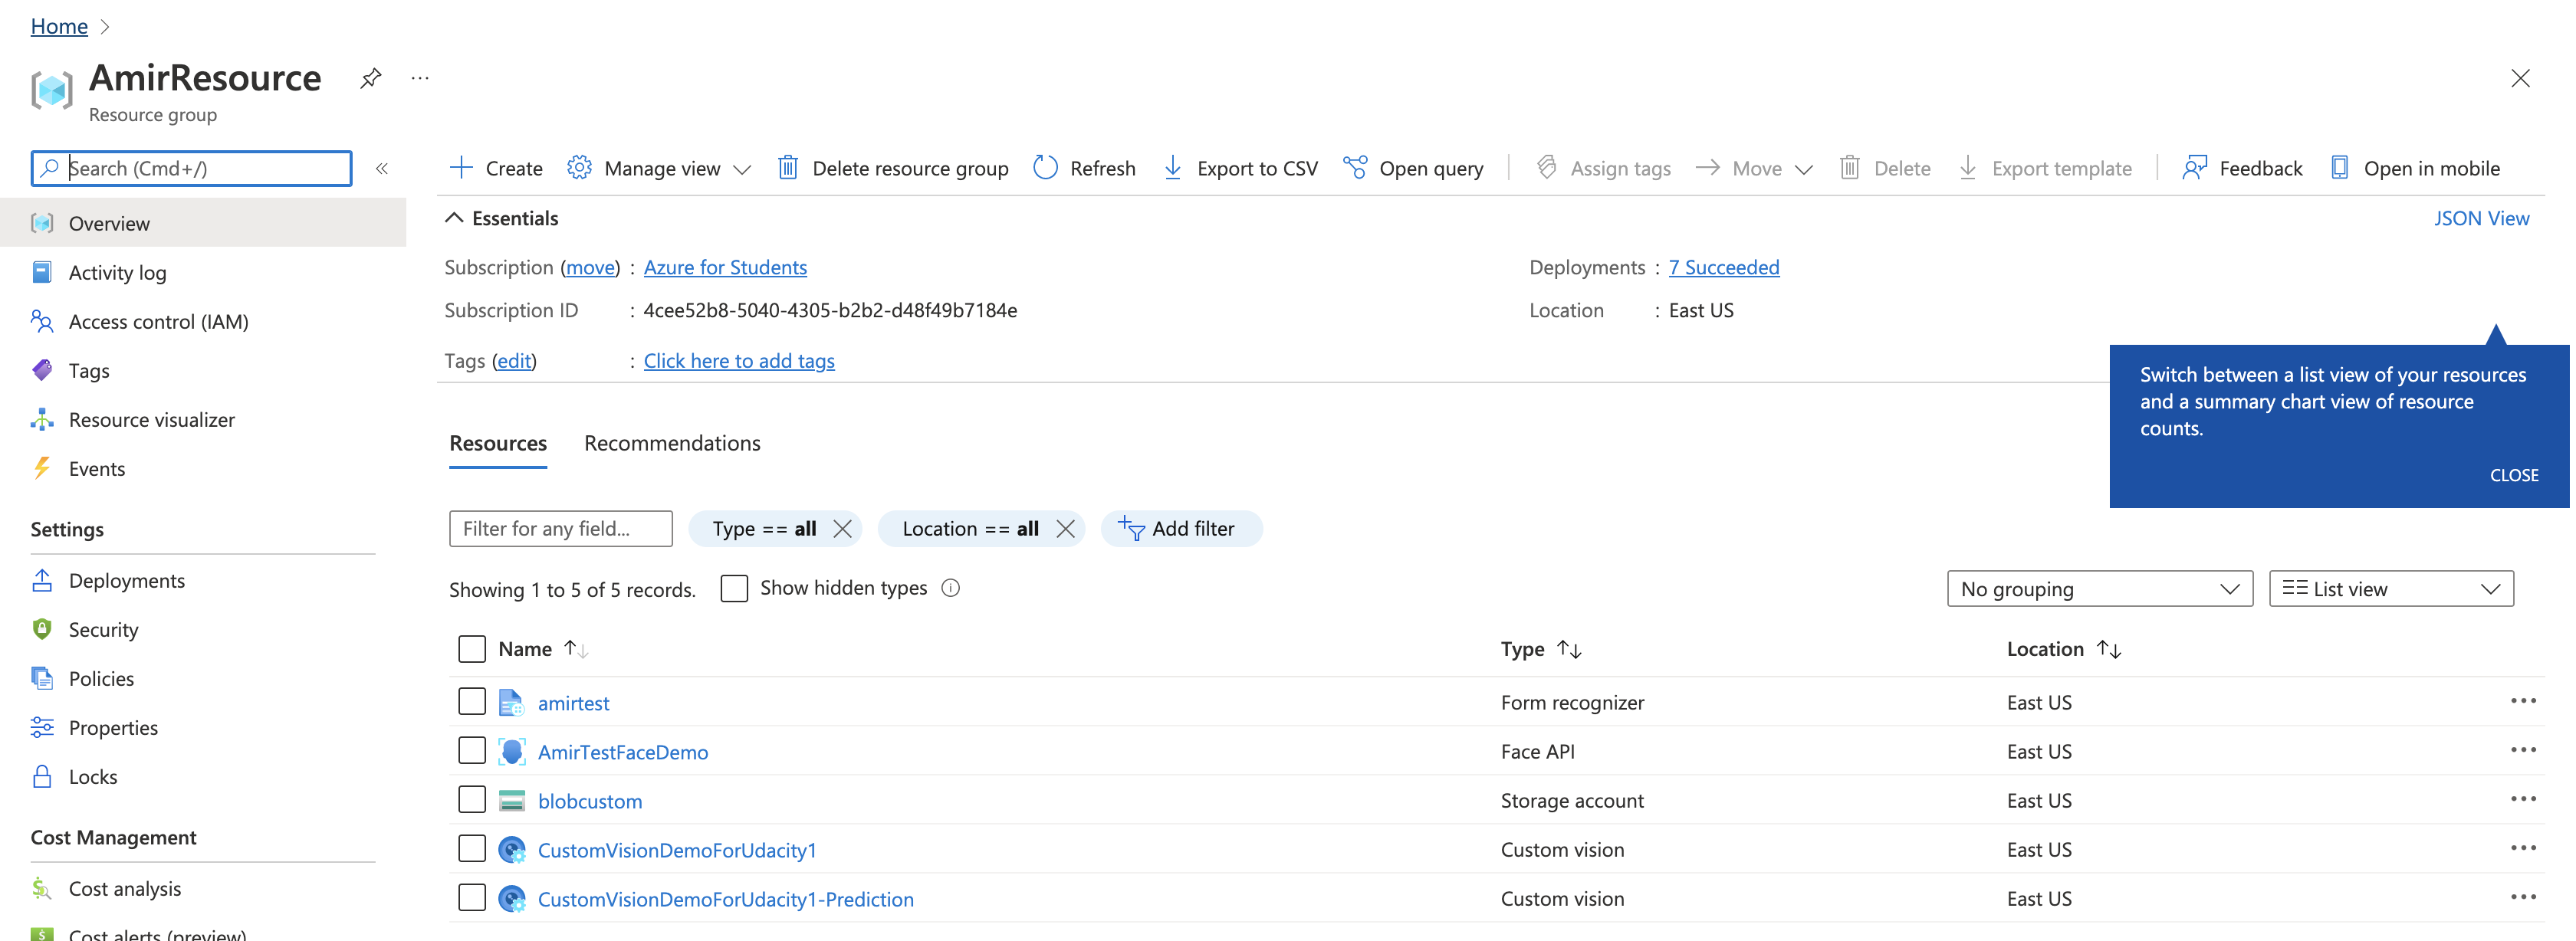 Home
AmirResource
Resource group
Search (Cmd+/)
Create Manage view Delete resource group Refresh Export to CSV Open query Assign tags Move Delete Export template Feedback Open in mobile
Overview
Activity log
Access control (IAM)
Tags
Resource visualizer
Events
Settings
Deployments
Security
Policies
Properties
Locks
Cost Management
Cost analysis
Cost alerts (preview)
Essentials
JSON View
Subscription (move) : Azure for Students
Deployments : 7 Succeeded
Subscription ID : 4cee52b8-5040-4305-b2b2-d48f49b7184e
Location : East US
Tags (edit) : Click here to add tags
Switch between a list view of your resources
and a summary chart view of resource
counts.
CLOSE
Resources Recommendations
Filter for any field... Type == all Location == all Add filter
Showing 1 to 5 of 5 records. Show hidden types
No grouping List view
Name Type Location
amirtest Form recognizer East US
AmirTestFaceDemo Face API East US
blobcustom Storage account East US
CustomVisionDemoForUdacity1 Custom vision East US
CustomVisionDemoForUdacity1-Prediction Custom vision East US